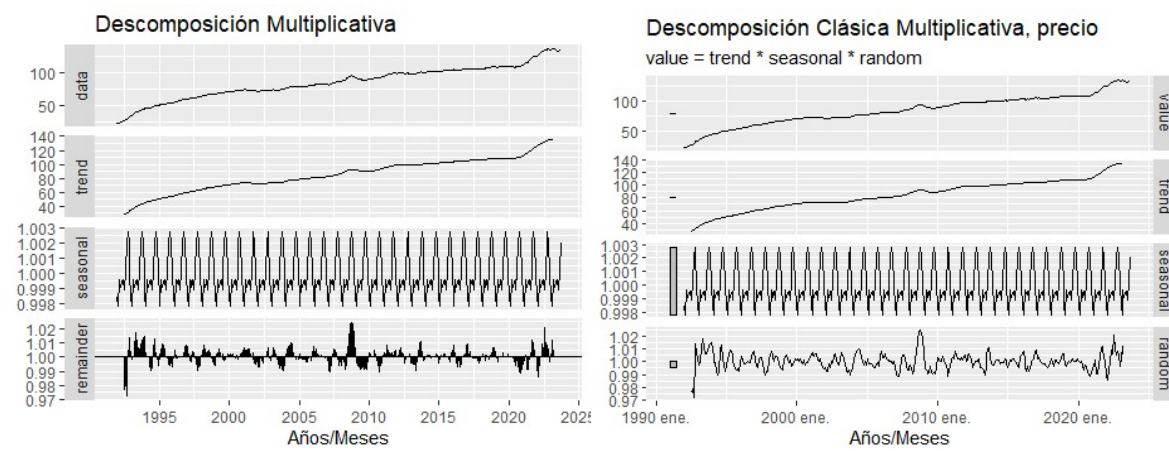 Descomposición Multiplicativa
data
100
50
trend
140
120
100
80
60
40
seasonal
1.003
1.002
1.001
1.000
0.999
0.998
remainder
1.02
1.01
1.00
0.99
0.98
0.97
1995
2000
2005
2010
2015
2020
2025
Años/Meses
Descomposición Clásica Multiplicativa, precio
value = trend * seasonal * random
100
50
value
140
120
100
80
60
40
trend
1.003
1.002
1.001
1.000
0.999
0.998
seasonal
1.02
1.01
1.00
0.99
0.98
0.97
random
1990 ene.
2000 ene.
2010 ene.
2020 ene.
Años/Meses